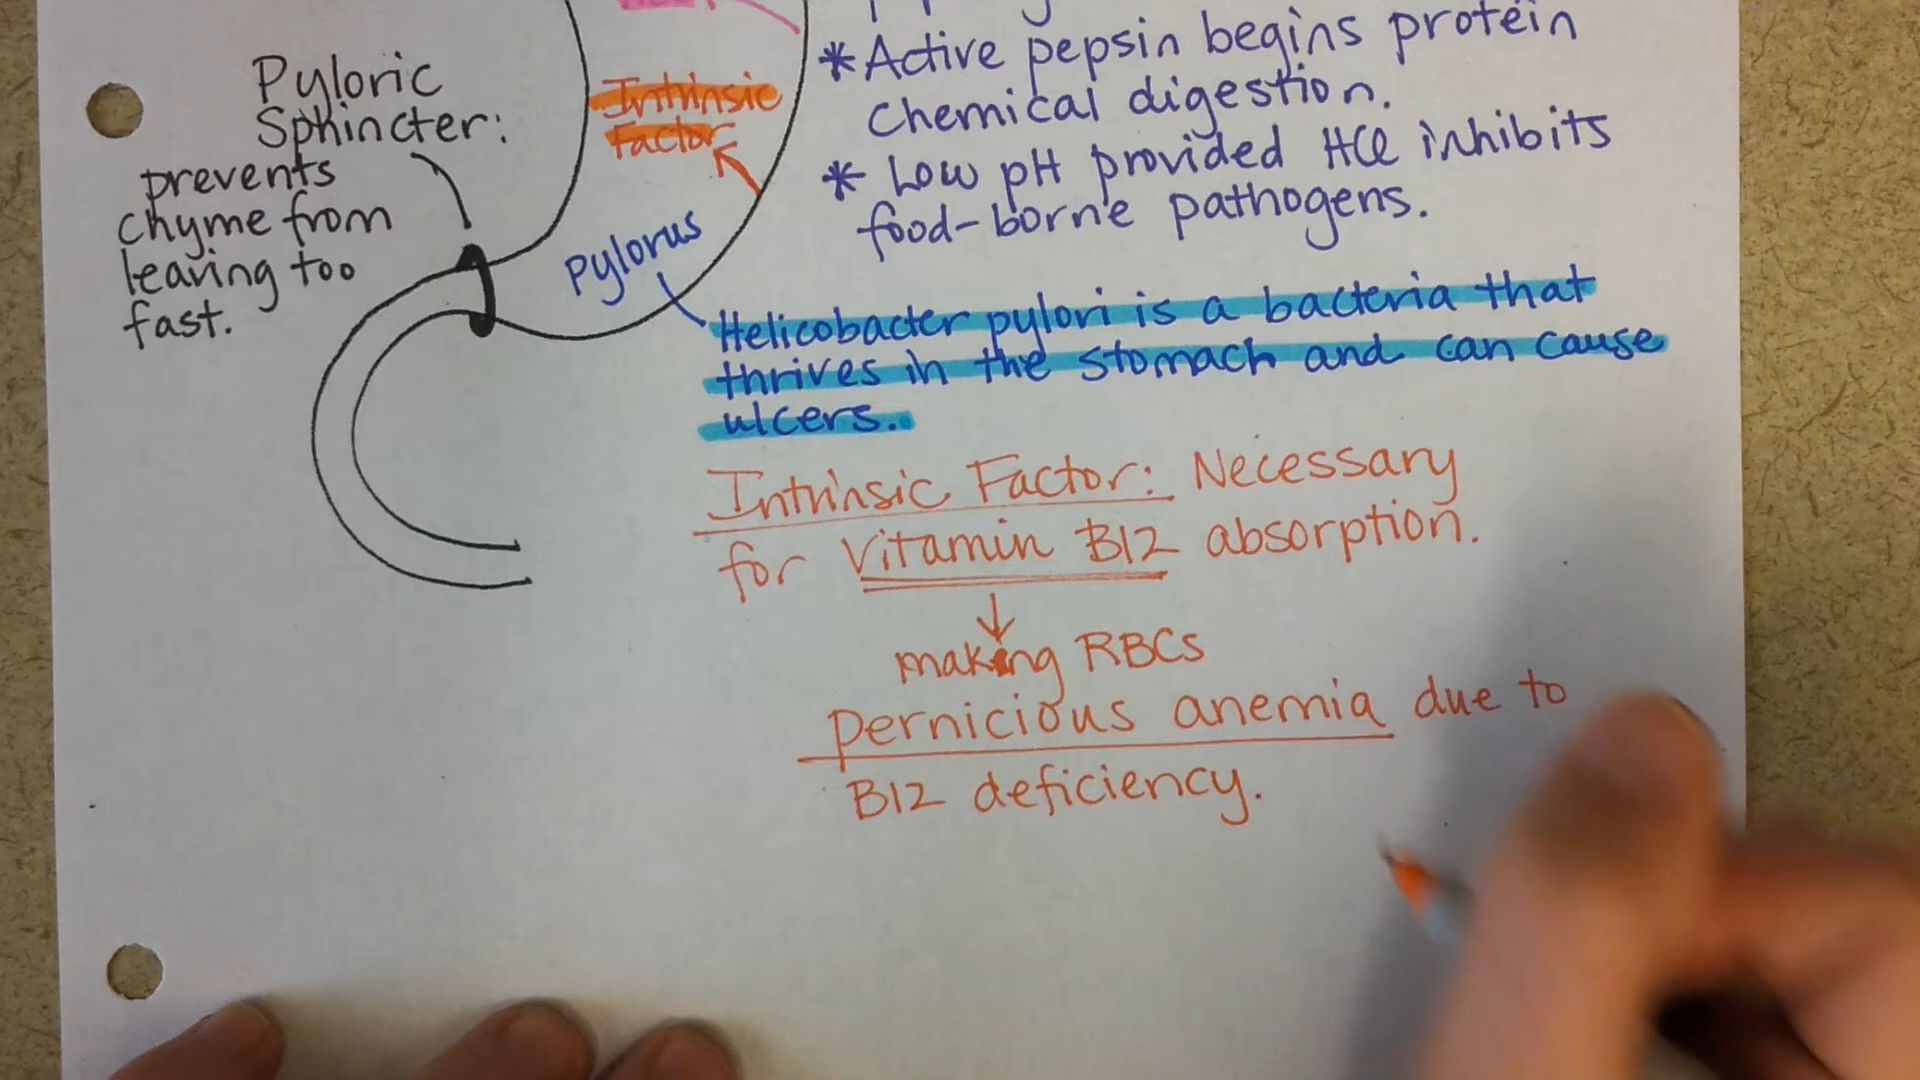 Pyloric
Sphincter:
prevents
chyme from
leaving too
fast.
Intrinsic
Factor
Pylorus
*Active pepsin begins protein
chemical digestion.
* Low pH provided HCl inhibits
food-borne pathogens.
Helicobacter pylori is a bacteria that
thrives in the stomach and can cause
ulcers.
Intrinsic Factor: Necessary
for Vitamin B12 absorption.
↓
making RBCs
pernicious anemia due to
B12 deficiency.